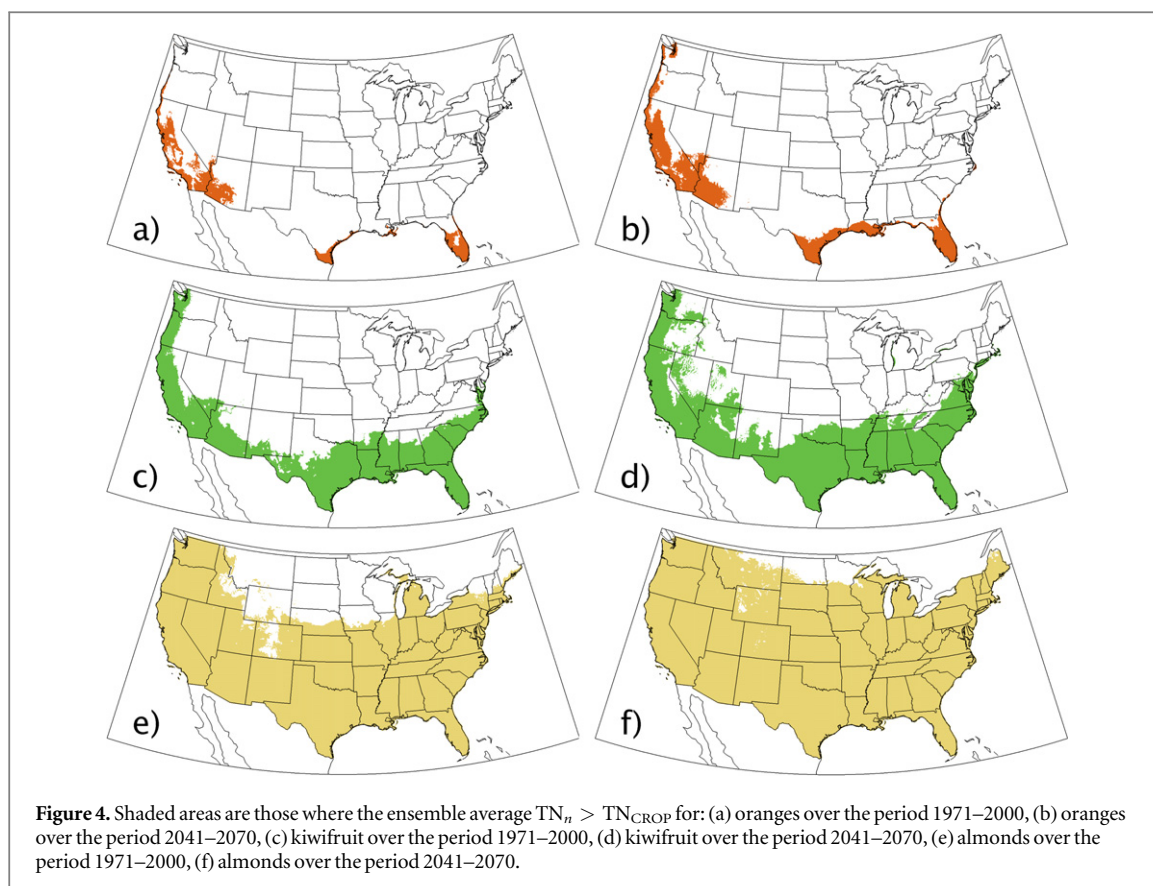 a)
b)
c)
d)
e)
f)
Figure 4. Shaded areas are those where the ensemble average TNn > TNCROP for: (a) oranges over the period 1971–2000, (b) oranges
over the period 2041–2070, (c) kiwifruit over the period 1971–2000, (d) kiwifruit over the period 2041–2070, (e) almonds over the
period 1971–2000, (f) almonds over the period 2041–2070.